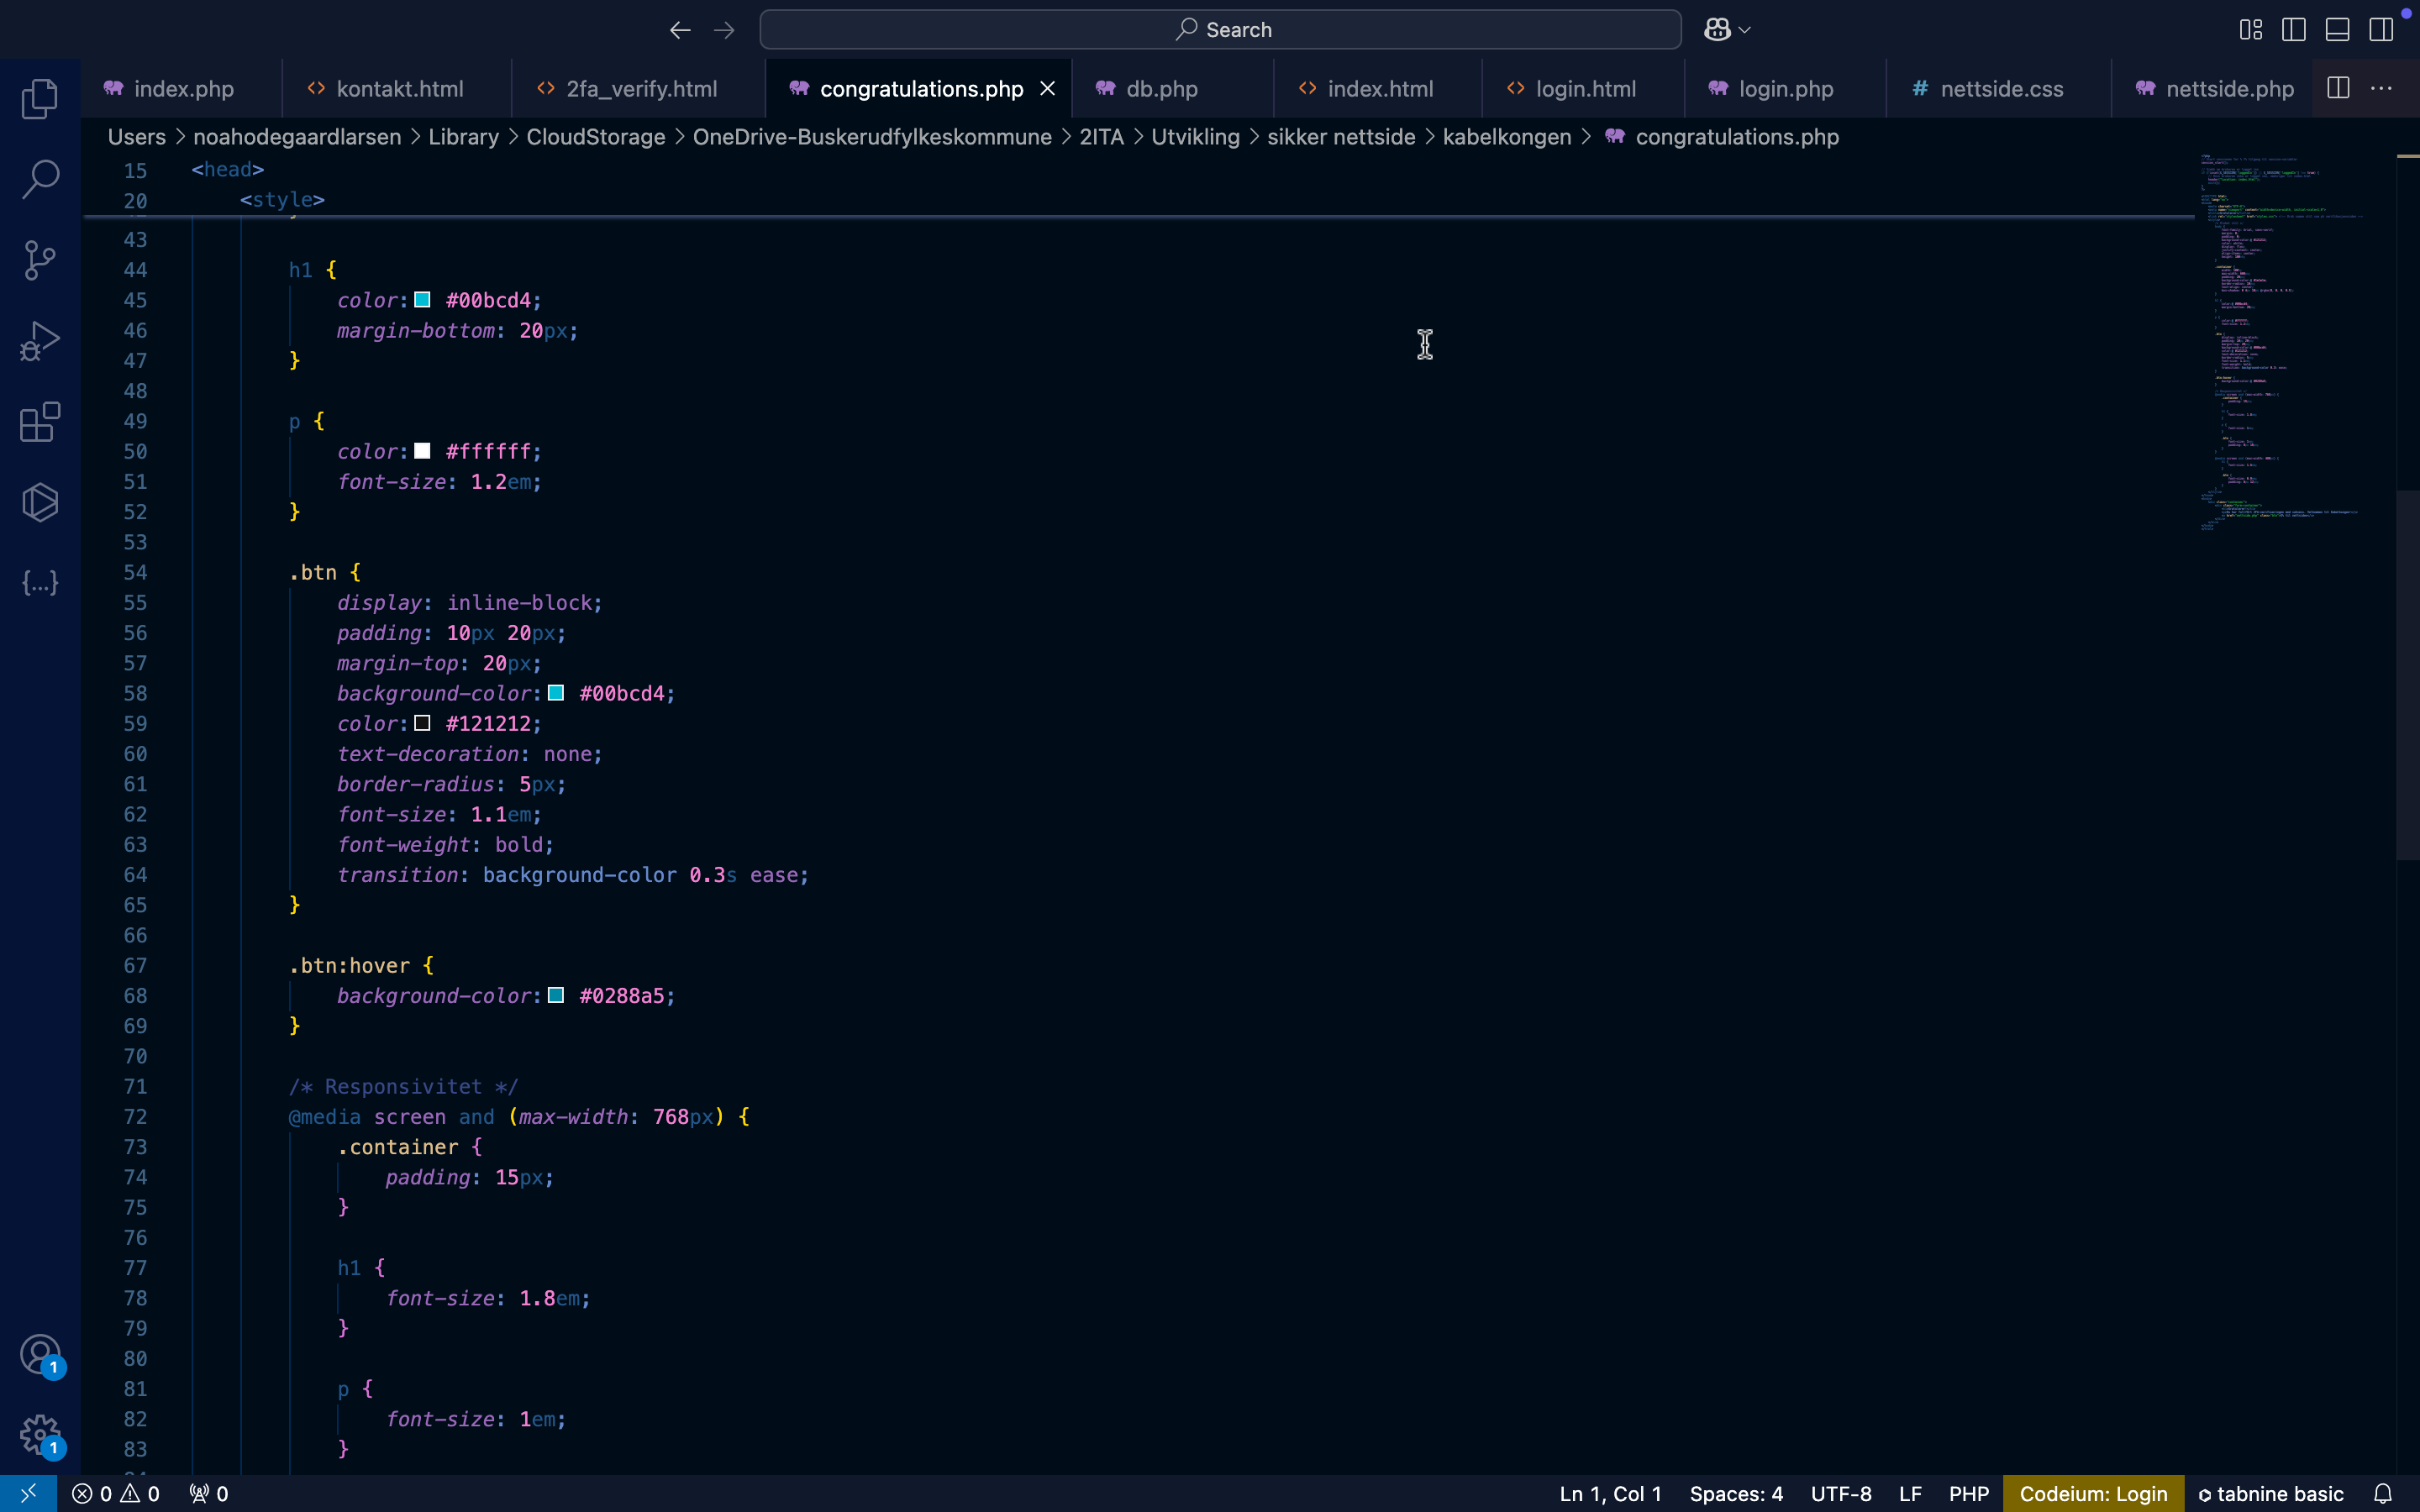 Search
index.php kontakt.html 2fa_verify.html congratulations.php db.php index.html login.html login.php nettside.css nettside.php
Users > noahodegaardlarsen > Library > CloudStorage > OneDrive-Buskerudfylkeskommune > 2ITA > Utvikling > sikker nettside > kabelkongen > congratulations.php
15 <head>
20 <style>
43
44 h1 {
45 color: #00bcd4;
46 margin-bottom: 20px;
47 }
48
49 p {
50 color: #ffffff;
51 font-size: 1.2em;
52 }
53
54 .btn {
55 display: inline-block;
56 padding: 10px 20px;
57 margin-top: 20px;
58 background-color: #00bcd4;
59 color: #121212;
60 text-decoration: none;
61 border-radius: 5px;
62 font-size: 1.1em;
63 font-weight: bold;
64 transition: background-color 0.3s ease;
65 }
66
67 .btn:hover {
68 background-color: #0288a5;
69 }
70
71 /* Responsivitet */
72 @media screen and (max-width: 768px) {
73 .container {
74 padding: 15px;
75 }
76
77 h1 {
78 font-size: 1.8em;
79 }
80
81 p {
82 font-size: 1em;
83 }
1
1
0 0 0 Ln 1, Col 1 Spaces: 4 UTF-8 LF PHP Codeium: Login tabnine basic